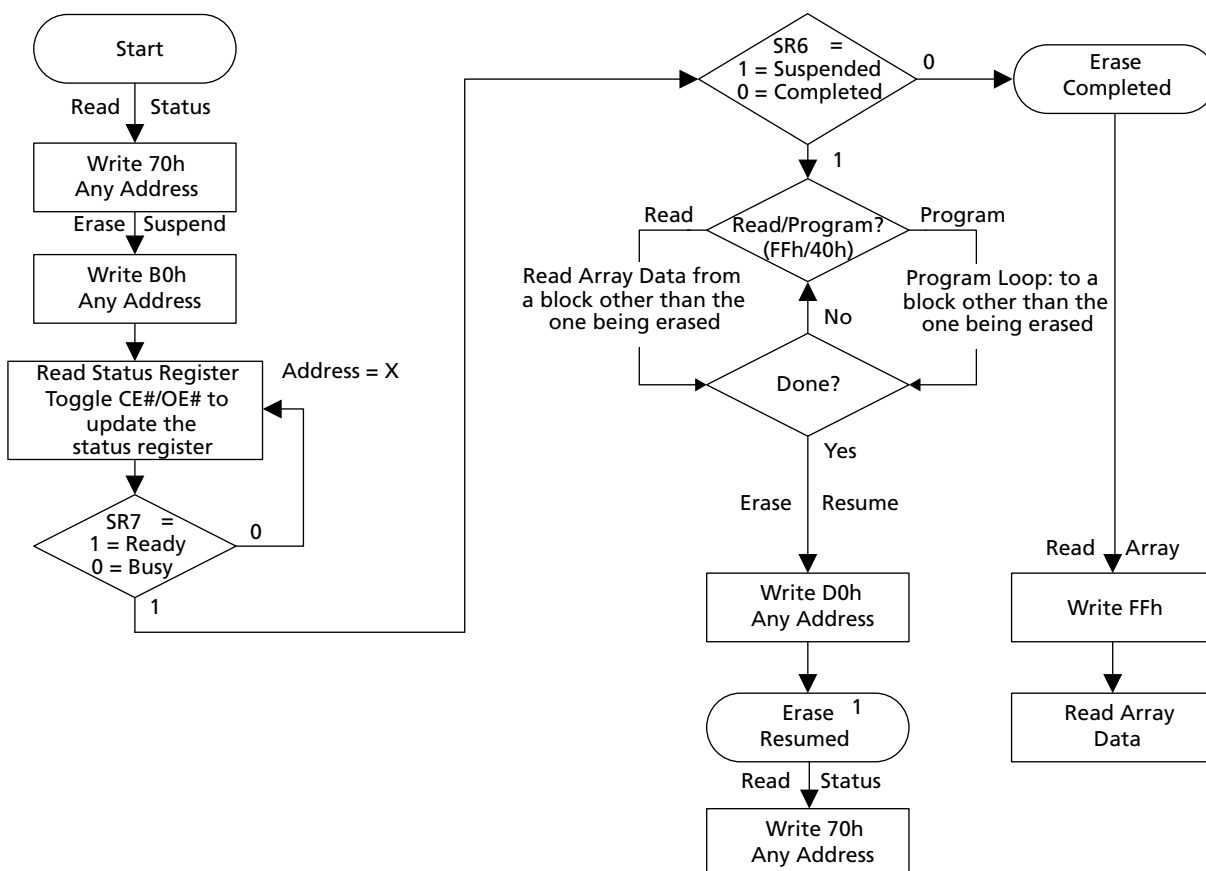 Start
Read Status
Write 70h
Any Address
Erase Suspend
Write B0h
Any Address
Read Status Register
Toggle CE#/OE# to
update the
status register
Address = X
SR7 =
1 = Ready
0 = Busy
0
1
SR6 =
1 = Suspended
0 = Completed
0
1
Erase
Completed
Read
Read/Program?
(FFh/40h)
Program
Read Array Data from
a block other than the
one being erased
Program Loop: to a
block other than the
one being erased
No
Done?
Yes
Erase Resume
Write D0h
Any Address
Erase 1
Resumed
Read Status
Write 70h
Any Address
Read Array
Write FFh
Read Array
Data